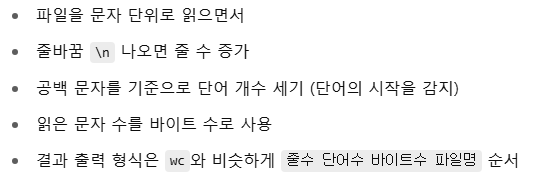 파일을 문자 단위로 읽으면서
줄바꿈 \n 나오면 줄 수 증가
공백 문자를 기준으로 단어 개수 세기 (단어의 시작을 감지)
읽은 문자 수를 바이트 수로 사용
결과 출력 형식은 wc와 비슷하게 줄수 단어수 바이트수 파일명 순서